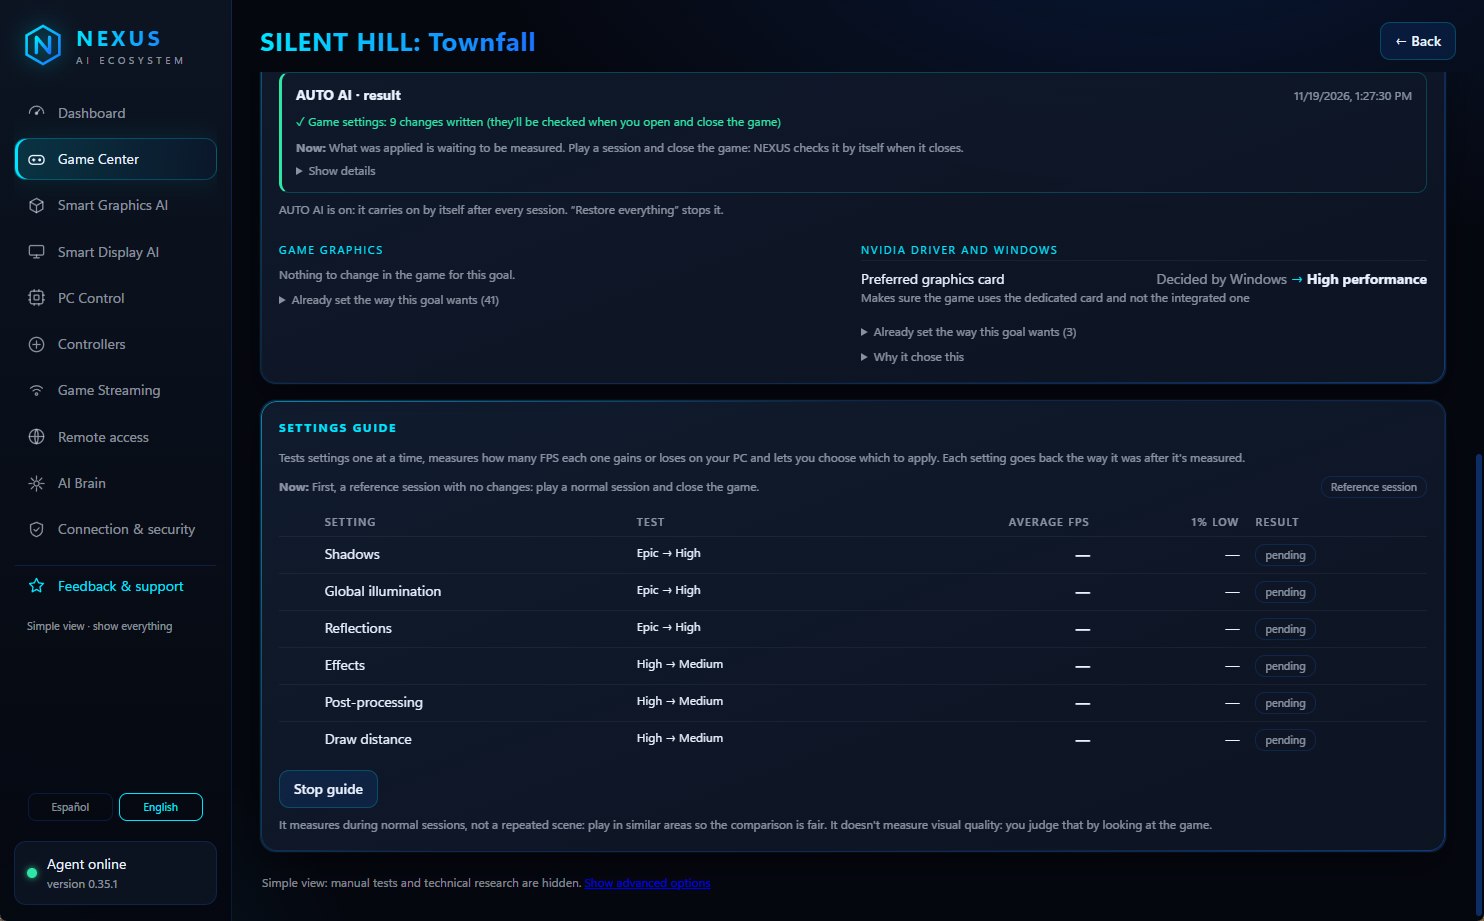 NEXUS
AI ECOSYSTEM
Dashboard
Game Center
Smart Graphics AI
Smart Display AI
PC Control
Controllers
Game Streaming
Remote access
AI Brain
Connection & security
Feedback & support
Simple view · show everything
Español
English
Agent online
version 0.35.1
SILENT HILL: Townfall
← Back
AUTO AI · result
11/19/2026, 1:27:30 PM
✓ Game settings: 9 changes written (they'll be checked when you open and close the game)
Now: What was applied is waiting to be measured. Play a session and close the game: NEXUS checks it by itself when it closes.
▶ Show details
AUTO AI is on: it carries on by itself after every session. "Restore everything" stops it.
GAME GRAPHICS
Nothing to change in the game for this goal.
▶ Already set the way this goal wants (41)
NVIDIA DRIVER AND WINDOWS
Preferred graphics card Decided by Windows → High performance
Makes sure the game uses the dedicated card and not the integrated one
▶ Already set the way this goal wants (3)
▶ Why it chose this
SETTINGS GUIDE
Tests settings one at a time, measures how many FPS each one gains or loses on your PC and lets you choose which to apply. Each setting goes back the way it was after it's measured.
Now: First, a reference session with no changes: play a normal session and close the game.
Reference session
SETTING TEST AVERAGE FPS 1% LOW RESULT
Shadows Epic → High — — pending
Global illumination Epic → High — — pending
Reflections Epic → High — — pending
Effects High → Medium — — pending
Post-processing High → Medium — — pending
Draw distance High → Medium — — pending
Stop guide
It measures during normal sessions, not a repeated scene: play in similar areas so the comparison is fair. It doesn't measure visual quality: you judge that by looking at the game.
Simple view: manual tests and technical research are hidden. Show advanced options